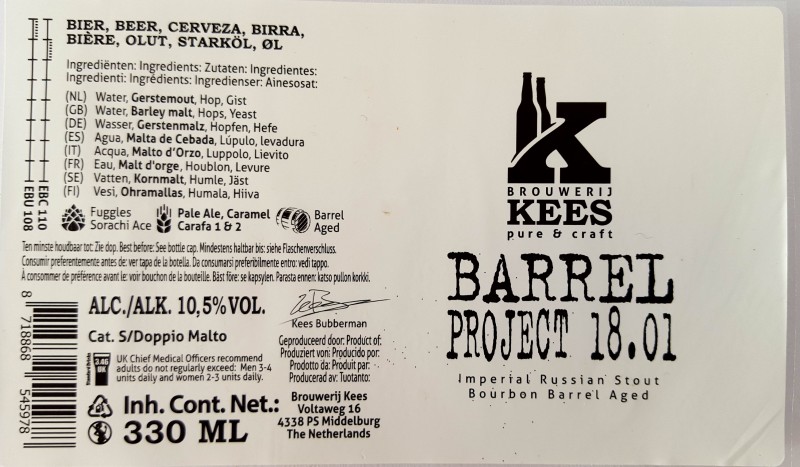 BIER, BEER, CERVEZA, BIRRA,
BIÈRE, OLUT, STARKÖL, ØL
Ingrediënten: Ingredients: Zutaten: Ingredientes:
Ingredienti: Ingrédients: Ingredienser: Ainesosat:
(NL) Water, Gerstemout, Hop, Gist
(GB) Water, Barley malt, Hops, Yeast
(DE) Wasser, Gerstenmalz, Hopfen, Hefe
(ES) Agua, Malta de Cebada, Lúpulo, levadura
(IT) Acqua, Malto d'Orzo, Luppolo, Lievito
(FR) Eau, Malt d'orge, Houblon, Levure
(SE) Vatten, Kornmalt, Humle, Jäst
(FI) Vesi, Ohramallas, Humala, Hiiva
EBU 108
EBC 110
Fuggles
Sorachi Ace
Pale Ale, Caramel
Carafa 1 & 2
Barrel
Aged
Ten minste houdbaar tot: Zie dop. Best before: See bottle cap. Mindestens haltbar bis: siehe Flaschenverschluss.
Consumir preferentemente antes de: ver tapa de la botella. Da consumarsi preferibilmente entro: vedi tappo.
À consommer de préférence avant le: voir bouchon de la bouteille. Bäst före: se kapsylen. Parasta ennen: katso pullon korkki.
8 718868 545978
ALC./ALK. 10,5% VOL.
Cat. S/Doppio Malto
3.46
UK
UK Chief Medical Officers recommend
adults do not regularly exceed: Men 3-4
units daily and women 2-3 units daily.
Inh. Cont. Net.:
330 ML
Kees Bubberman
Geproduceerd door: Product of:
Produziert von: Producido por:
Prodotto da: Produit par:
Producerad av: Tuotanto:
Brouwerij Kees
Voltaweg 16
4338 PS Middelburg
The Netherlands
K
BROUWERIJ
KEES
pure & craft
BARREL
PROJECT 18.01
Imperial Russian Stout
Bourbon Barrel Aged